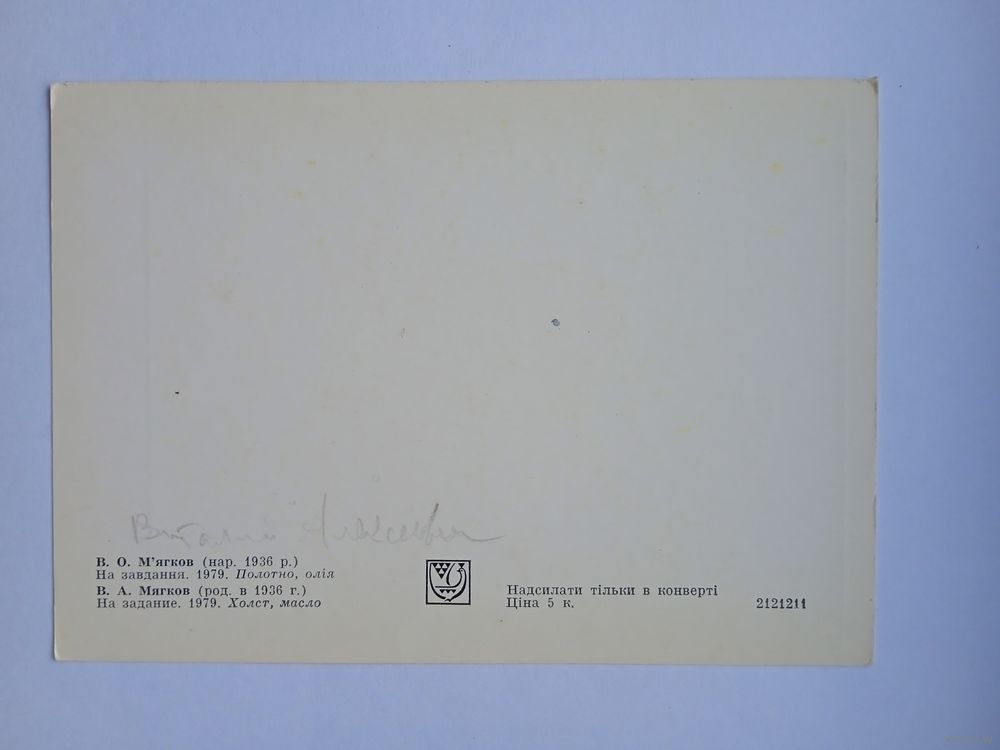 Виталий Алексеевич
В. О. М'ягков (нар. 1936 р.)
На завдання. 1979. Полотно, олія
В. А. Мягков (род. в 1936 г.)
На задание. 1979. Холст, масло
Надсилати тільки в конверті
Ціна 5 к.
2121211